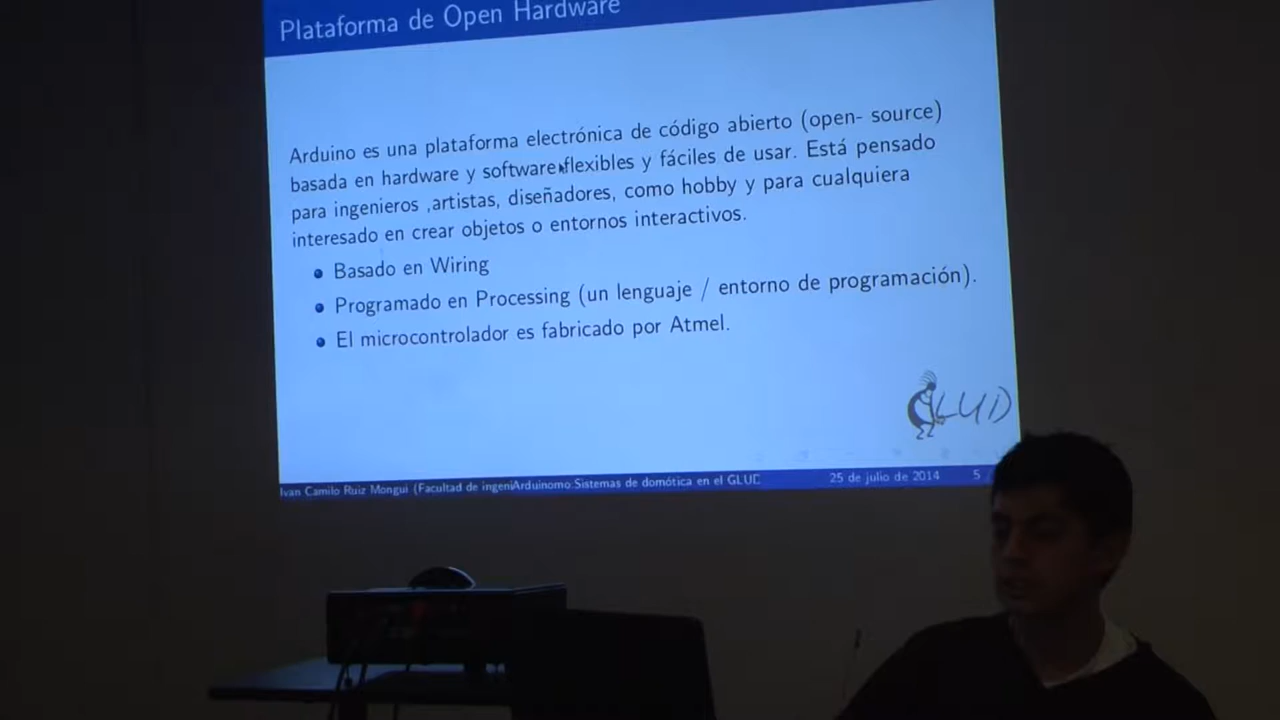 Plataforma de Open Hardware
Arduino es una plataforma electrónica de código abierto (open- source)
basada en hardware y software flexibles y fáciles de usar. Está pensado
para ingenieros ,artistas, diseñadores, como hobby y para cualquiera
interesado en crear objetos o entornos interactivos.
Basado en Wiring
Programado en Processing (un lenguaje / entorno de programación).
El microcontrolador es fabricado por Atmel.
GLUD
Ivan Camilo Ruiz Mongui (Facultad de ingeni Arduinomo:Sistemas de domótica en el GLUD 25 de julio de 2014 5